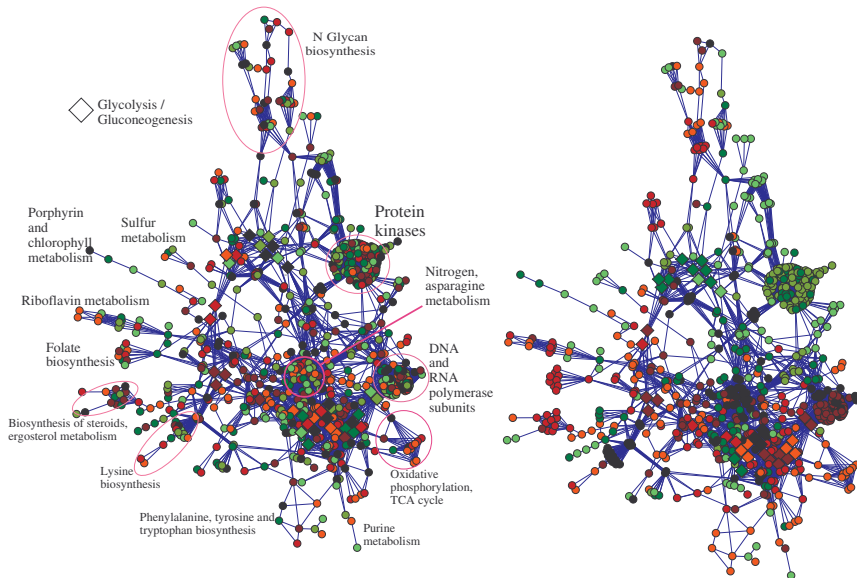 N Glycan
biosynthesis
Glycolysis /
Gluconeogenesis
Porphyrin
and
chlorophyll
metabolism
Sulfur
metabolism
Protein
kinases
Nitrogen,
asparagine
metabolism
Riboflavin metabolism
Folate
biosynthesis
DNA
and
RNA
polymerase
subunits
Biosynthesis of steroids,
ergosterol metabolism
Lysine
biosynthesis
Oxidative
phosphorylation,
TCA cycle
Phenylalanine, tyrosine and
tryptophan biosynthesis
Purine
metabolism